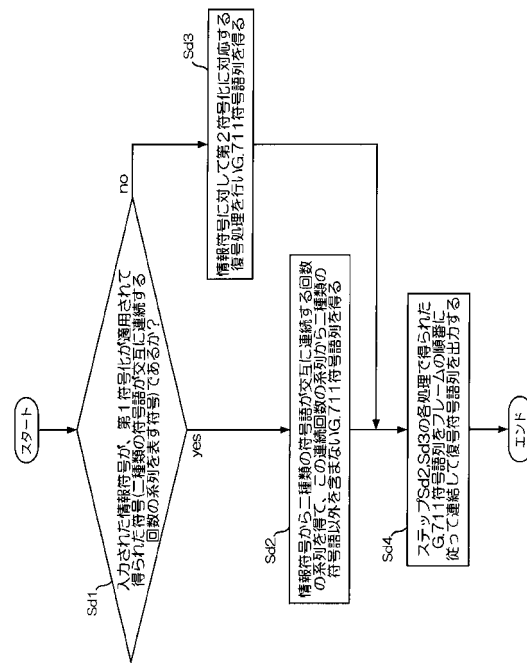 スタート
Sd1
入力された情報符号が、第1符号化が適用されて
得られた符号(二種類の符号語が交互に連続する
回数の系列を表す符号)であるか?
no
yes
Sd3
情報符号に対して第2符号化に対応する
復号処理を行いG.711符号語列を得る
Sd2
情報符号から二種類の符号語が交互に連続する回数
の系列を得て、この連続回数の系列から二種類の
符号語以外を含まないG.711符号語列を得る
Sd4
ステップSd2,Sd3の各処理で得られた
G.711符号語列をフレームの順番に
従って連結して復号符号語列を出力する
エンド